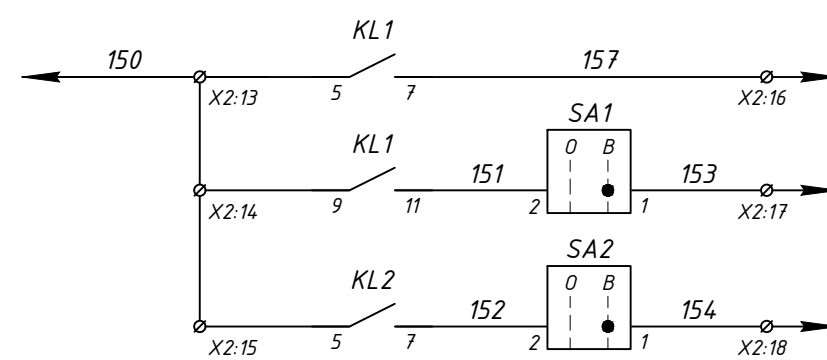 KL1
150 157
X2:13 5 7 X2:16
SA1
KL1 O B
151 153
X2:14 9 11 2 1 X2:17
SA2
KL2 O B
152 154
X2:15 5 7 2 1 X2:18